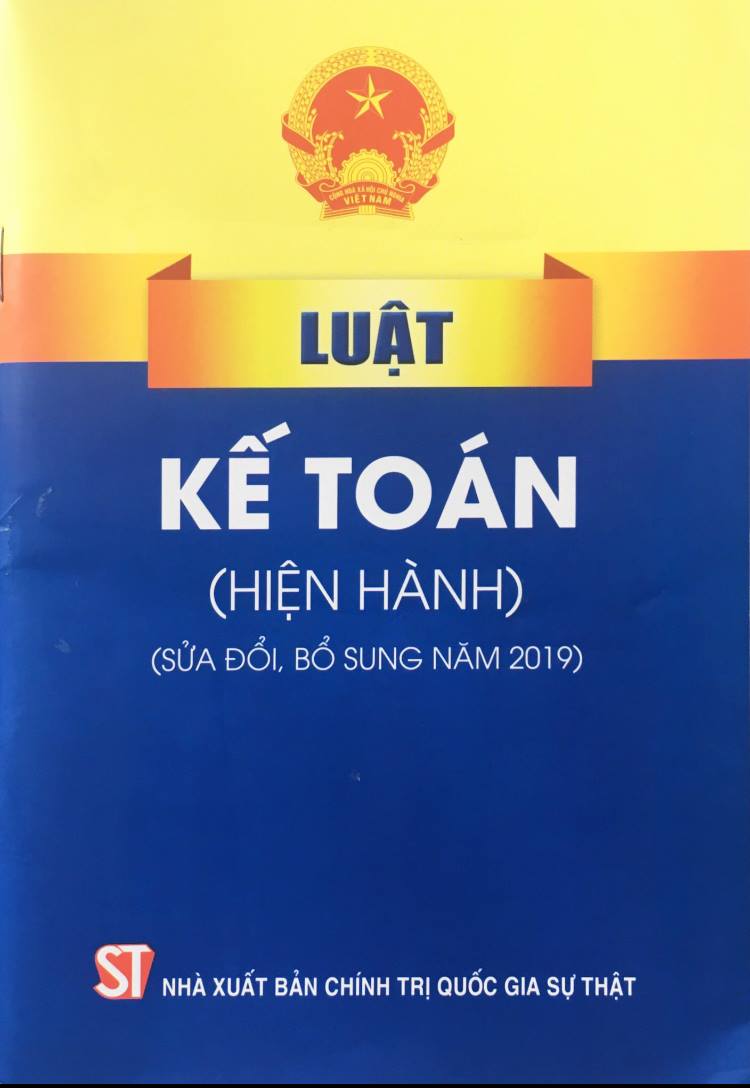 CỘNG HÒA XÃ HỘI CHỦ NGHĨA
VIỆT NAM
LUẬT
KẾ TOÁN
(HIỆN HÀNH)
(SỬA ĐỔI, BỔ SUNG NĂM 2019)
ST
NHÀ XUẤT BẢN CHÍNH TRỊ QUỐC GIA SỰ THẬT